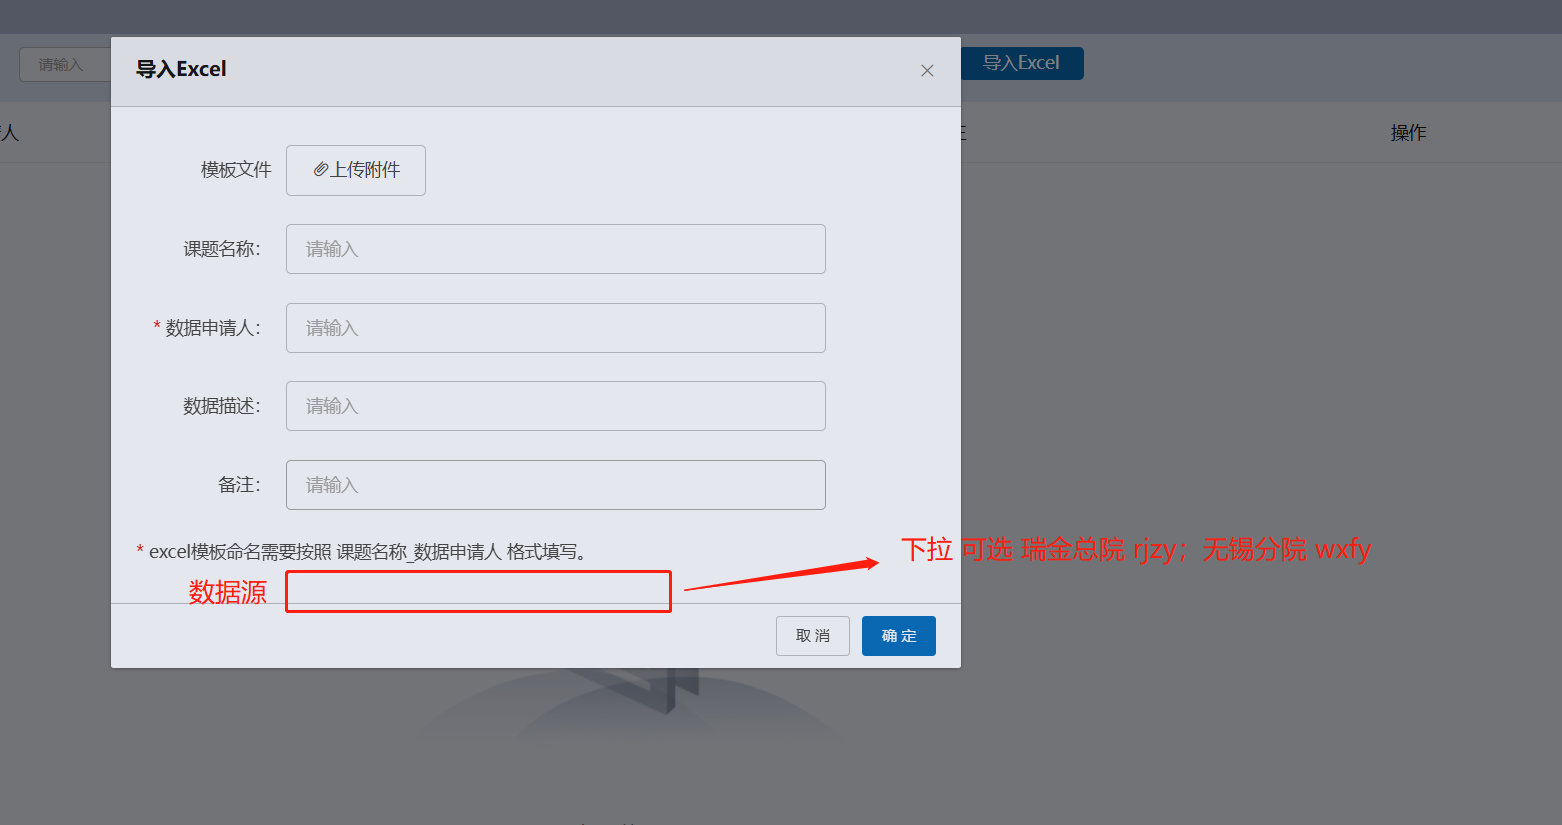 导入Excel
请输入
导入Excel
人
操作
模板文件
上传附件
课题名称:
请输入
* 数据申请人:
请输入
数据描述:
请输入
备注:
请输入
* excel模板命名需要按照 课题名称_数据申请人 格式填写。
下拉 可选 瑞金总院 rjzy；无锡分院 wxfy
数据源
取 消
确 定